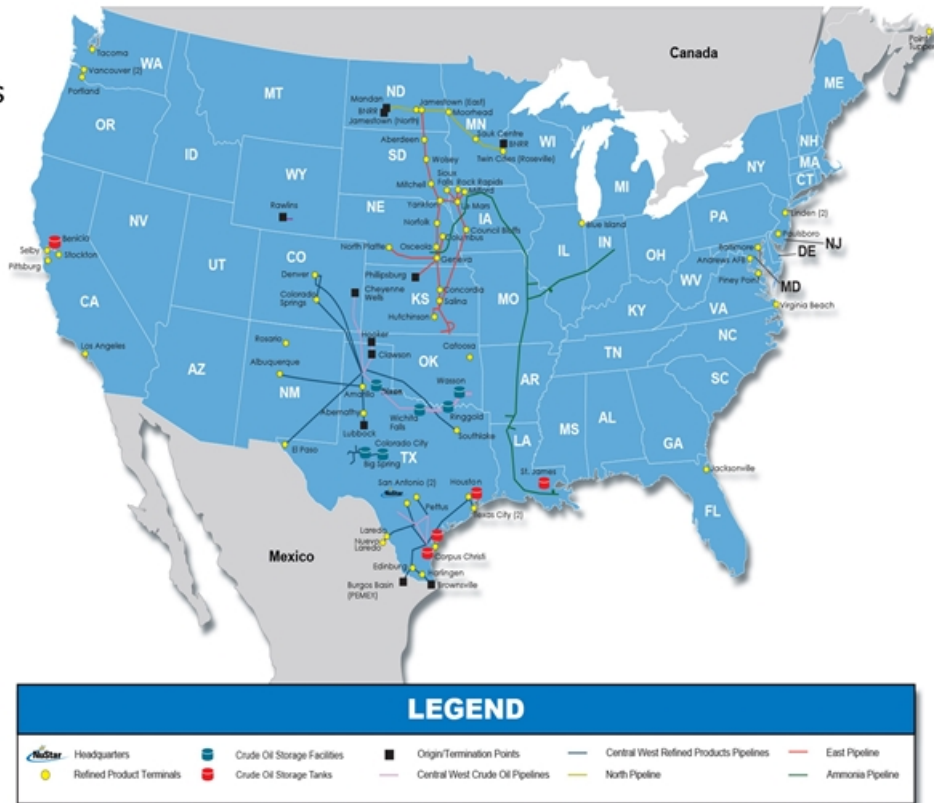 S
Canada
Point Tupper
Tacoma
WA
Vancouver (2)
Portland
MT
ND
Mandan
BNRR
Jamestown (East)
Jamestown (North)
Moorhead
MN
Sauk Centre
BNRR
Twin Cities (Roseville)
WI
ME
OR
ID
WY
SD
Aberdeen
Wolsey
Mitchell
Sioux
Falls
Rock Rapids
Milford
Yankton
Le Mars
MI
NY
NH
MA
CT
Rawlins
NE
Norfolk
Columbus
IA
Council Bluffs
Blue Island
PA
Linden (2)
Paulsboro
NJ
DE
NV
UT
CO
Denver
North Platte
Osceola
Geneva
IL
IN
OH
Baltimore
Andrews AFB
Piney Point
MD
WV
VA
Virginia Beach
Benicia
Selby
Stockton
Pittsburg
CA
Colorado
Springs
Phillipsburg
Cheyenne
Wells
KS
Concordia
Salina
Hutchinson
MO
KY
NC
Los Angeles
AZ
NM
Rosario
Albuquerque
Hooker
Clawson
OK
Catoosa
TN
SC
Amarillo
Dixon
Wasson
Wichita
Falls
Ringgold
Southlake
AR
MS
AL
GA
Abernathy
Lubbock
El Paso
Colorado City
Big Spring
TX
LA
St. James
Jacksonville
FL
San Antonio (2)
NuStar
Pettus
Houston
Texas City (2)
Laredo
Nuevo
Laredo
Corpus Christi
Mexico
Edinburg
Harlingen
Burgos Basin
(PEMEX)
Brownsville
LEGEND
NuStar Headquarters
Crude Oil Storage Facilities
Origin/Termination Points
Central West Refined Products Pipelines
East Pipeline
Refined Product Terminals
Crude Oil Storage Tanks
Central West Crude Oil Pipelines
North Pipeline
Ammonia Pipeline